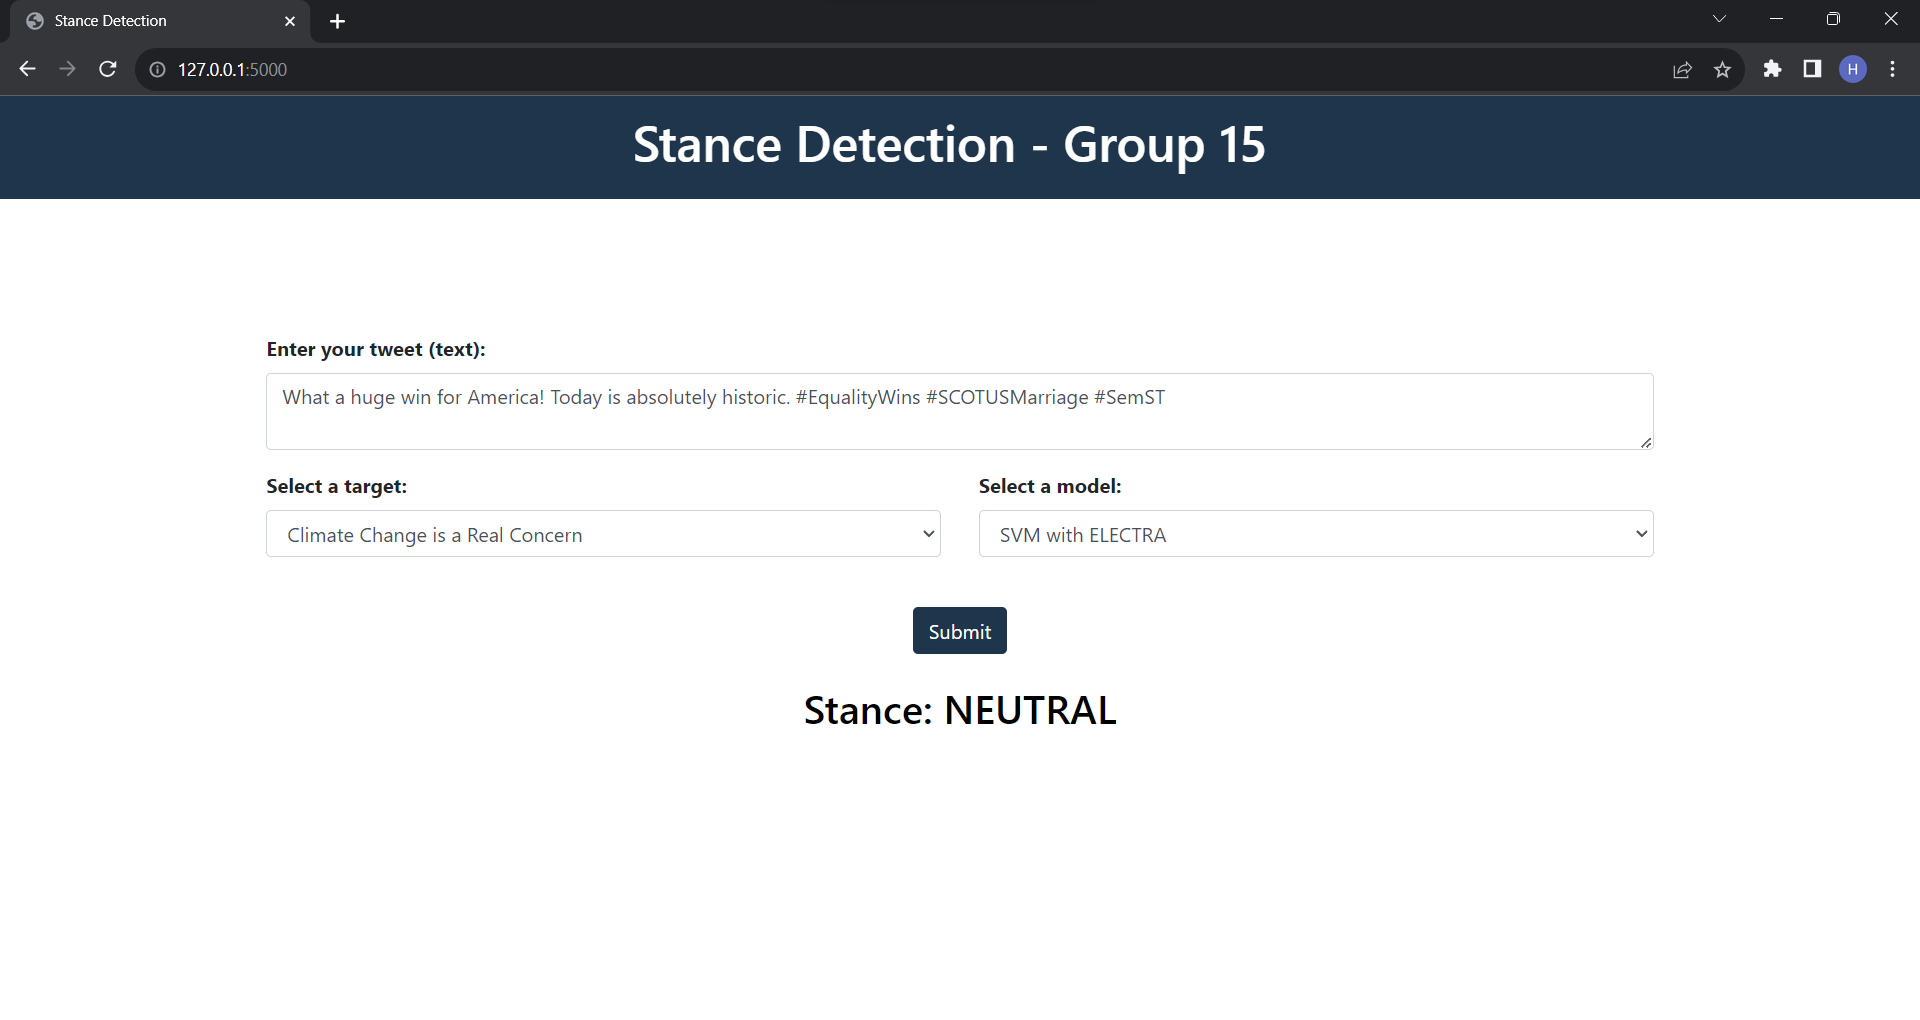 Stance Detection
127.0.0.1:5000
H
Stance Detection - Group 15
Enter your tweet (text):
What a huge win for America! Today is absolutely historic. #EqualityWins #SCOTUSMarriage #SemST
Select a target:
Select a model:
Climate Change is a Real Concern
SVM with ELECTRA
Submit
Stance: NEUTRAL